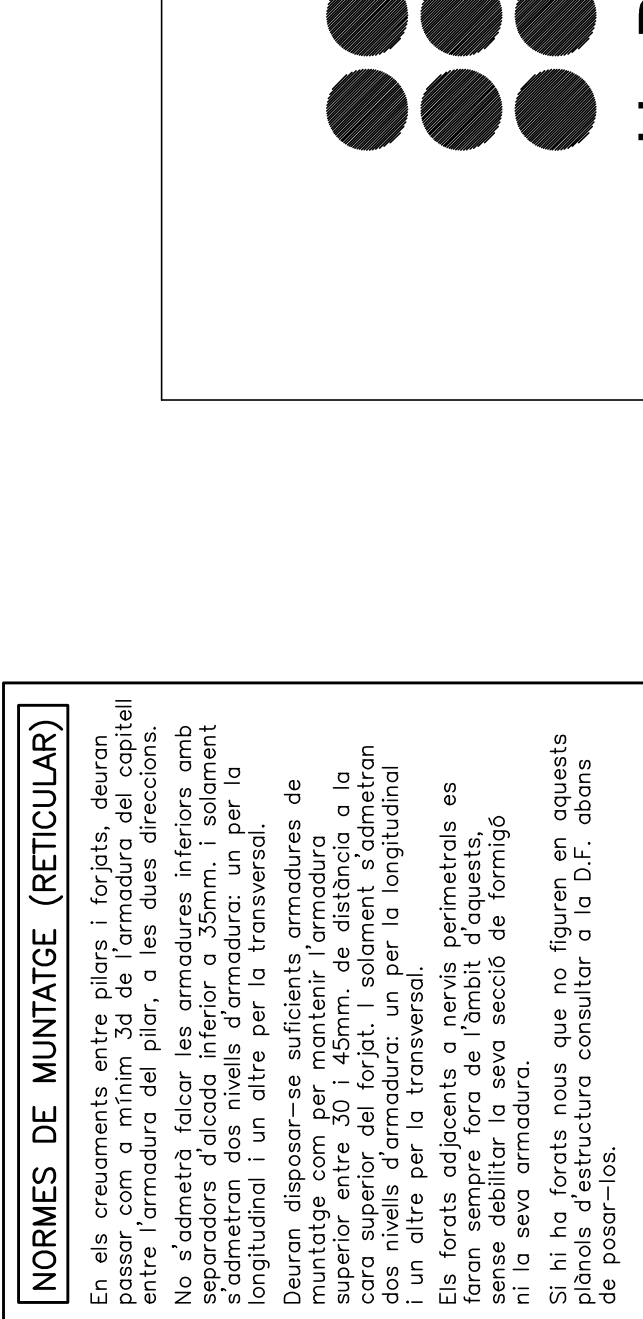 NORMES DE MUNTATGE (RETICULAR)
En els creuaments entre pilars i forjats, deuran
passar com a mínim 3d de l'armadura del capitell
entre l'armadura del pilar, a les dues direccions.
No s'admetrà falcar les armadures inferiors amb
separadors d'alcada inferior a 35mm. i solament
s'admetran dos nivells d'armadura: un per la
longitudinal i un altre per la transversal.
Deuran disposar-se suficients armadures de
muntatge com per mantenir l'armadura
superior entre 30 i 45mm. de distància a la
cara superior del forjat. I solament s'admetran
dos nivells d'armadura: un per la longitudinal
i un altre per la transversal.
Els forats adjacents a nervis perimetrals es
faran sempre fora de l'àmbit d'aquests,
sense debilitar la seva secció de formigó
ni la seva armadura.
Si hi ha forats nous que no figuren en aquests
plànols d'estructura consultar a la D.F. abans
de posar-los.